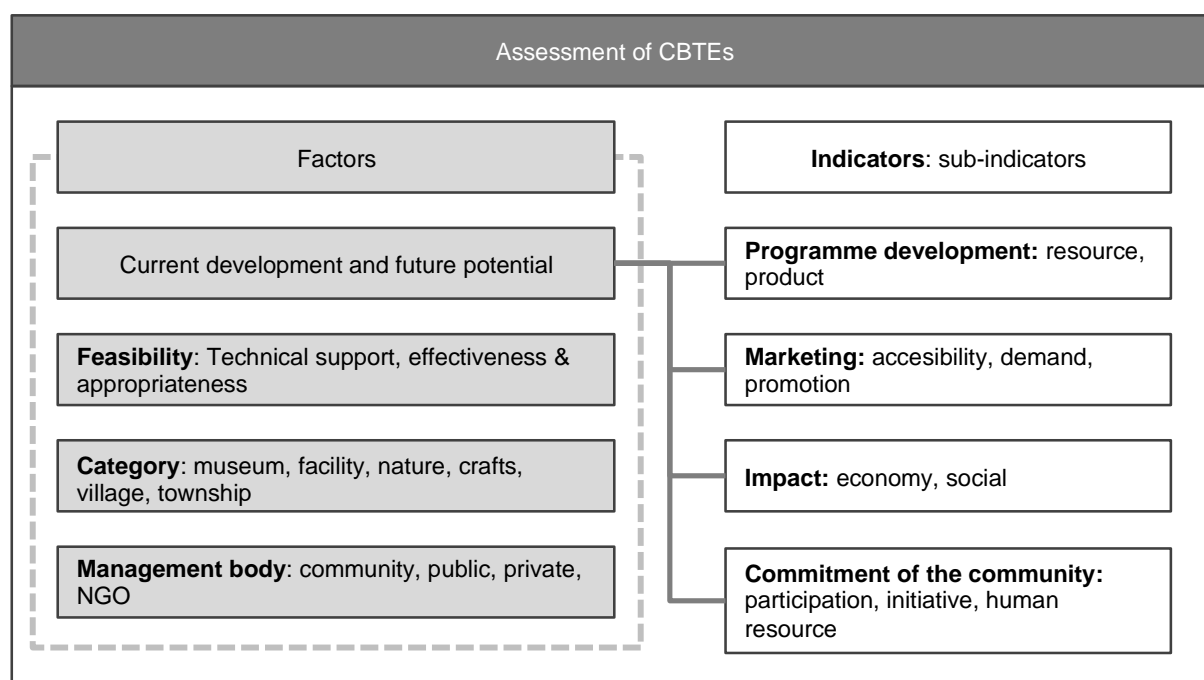 Assessment of CBTEs
Factors
Current development and future potential
Feasibility: Technical support, effectiveness &
appropriateness
Category: museum, facility, nature, crafts,
village, township
Management body: community, public, private,
NGO
Indicators: sub-indicators
Programme development: resource,
product
Marketing: accesibility, demand,
promotion
Impact: economy, social
Commitment of the community:
participation, initiative, human
resource